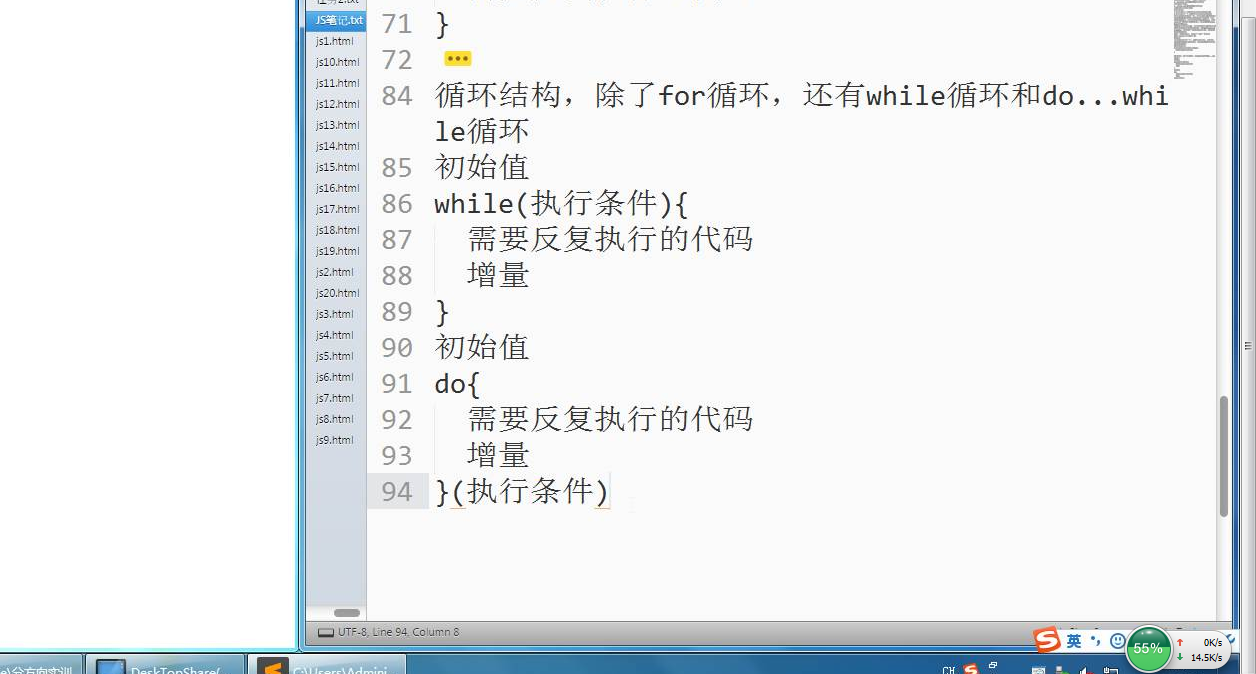 JS笔记.txt
js1.html
js10.html
js11.html
js12.html
js13.html
js14.html
js15.html
js16.html
js17.html
js18.html
js19.html
js2.html
js20.html
js3.html
js4.html
js5.html
js6.html
js7.html
js8.html
js9.html
71 }
72
84 循环结构，除了for循环，还有while循环和do...whi
le循环
85 初始值
86 while(执行条件){
87 需要反复执行的代码
88 增量
89 }
90 初始值
91 do{
92 需要反复执行的代码
93 增量
94 }(执行条件)
UTF-8, Line 94, Column 8
英
55%
0K/s
14.5K/s
DeskTopShare(
C:\Users\Admini
CH